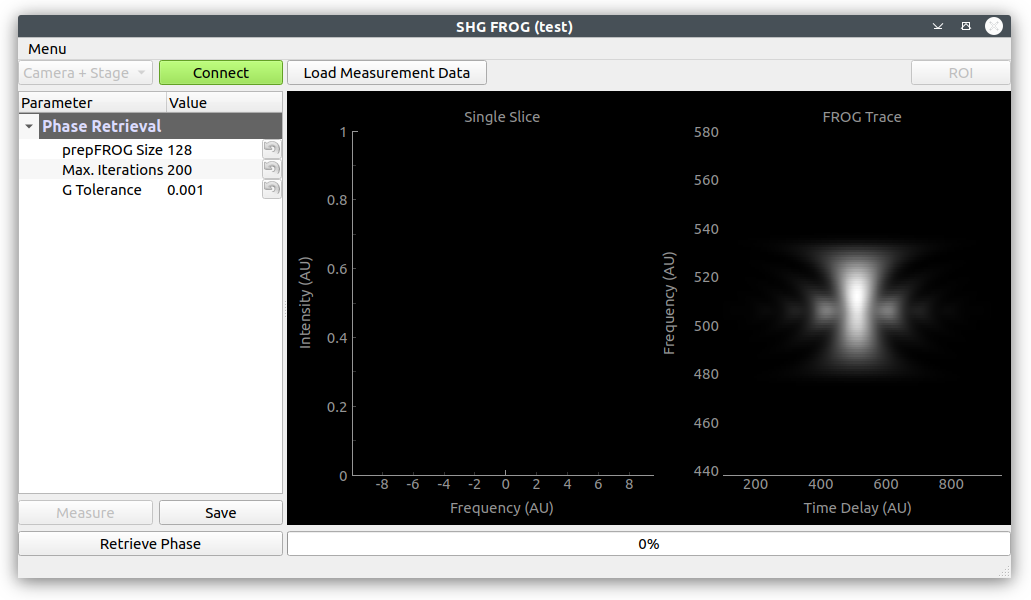 SHG FROG (test)
Menu
Camera + Stage
Connect
Load Measurement Data
ROI
Parameter Value
Phase Retrieval
prepFROG Size 128
Max. Iterations 200
G Tolerance 0.001
Single Slice
1
0.8
0.6
0.4
0.2
0
Intensity (AU)
-8 -6 -4 -2 0 2 4 6 8
Frequency (AU)
FROG Trace
580
560
540
520
500
480
460
440
Frequency (AU)
200 400 600 800
Time Delay (AU)
Measure
Save
Retrieve Phase
0%